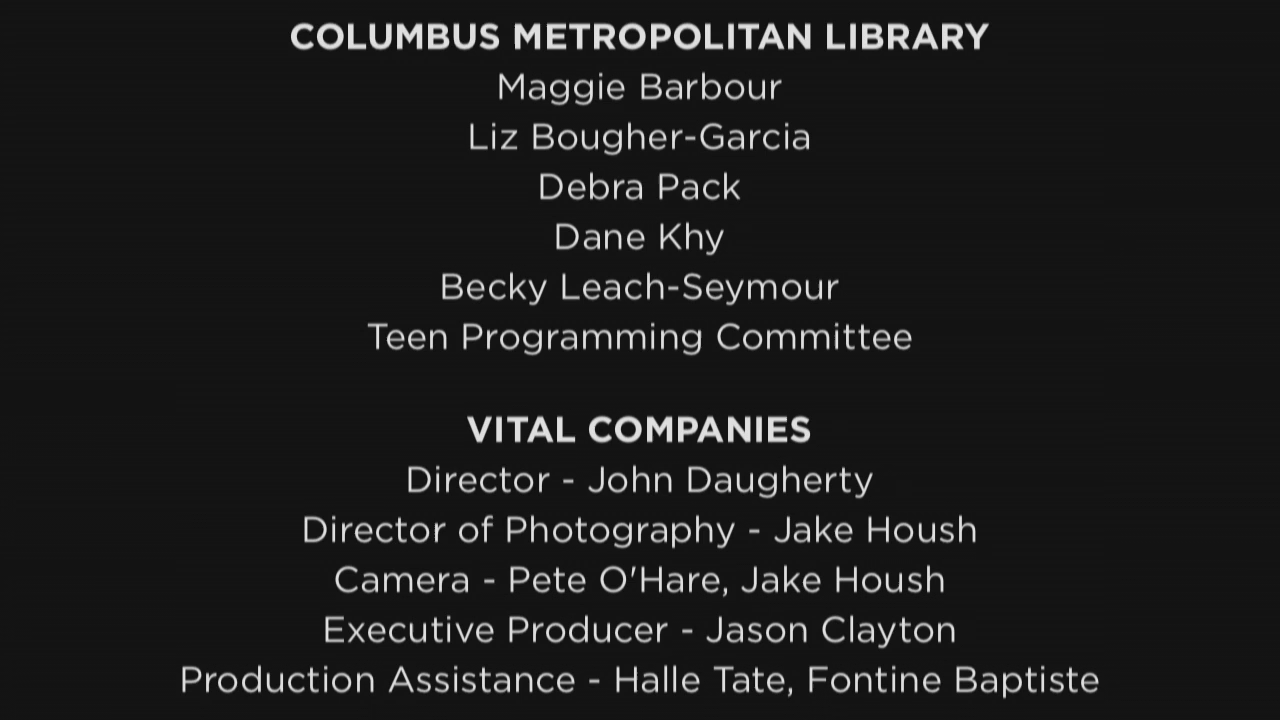 COLUMBUS METROPOLITAN LIBRARY
Maggie Barbour
Liz Bougher-Garcia
Debra Pack
Dane Khy
Becky Leach-Seymour
Teen Programming Committee
VITAL COMPANIES
Director - John Daugherty
Director of Photography - Jake Housh
Camera - Pete O'Hare, Jake Housh
Executive Producer - Jason Clayton
Production Assistance - Halle Tate, Fontine Baptiste